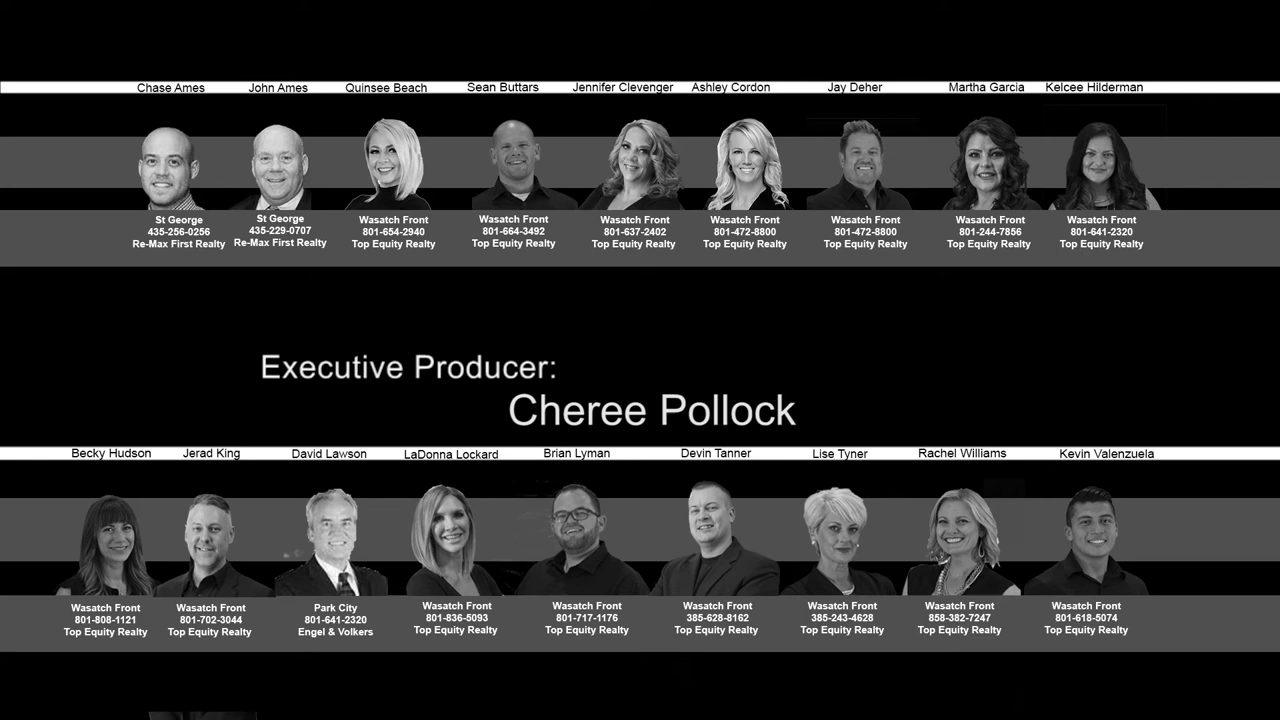 Chase Ames John Ames Quinsee Beach Sean Buttars Jennifer Clevenger Ashley Cordon Jay Deher Martha Garcia Kelcee Hilderman
St George St George Wasatch Front Wasatch Front Wasatch Front Wasatch Front Wasatch Front Wasatch Front Wasatch Front
435-256-0256 435-229-0707 801-654-2940 801-664-3492 801-637-2402 801-472-8800 801-472-8800 801-244-7856 801-641-2320
Re-Max First Realty Re-Max First Realty Top Equity Realty Top Equity Realty Top Equity Realty Top Equity Realty Top Equity Realty Top Equity Realty Top Equity Realty
Executive Producer:
Cheree Pollock
Becky Hudson Jerad King David Lawson LaDonna Lockard Brian Lyman Devin Tanner Lise Tyner Rachel Williams Kevin Valenzuela
Wasatch Front Wasatch Front Park City Wasatch Front Wasatch Front Wasatch Front Wasatch Front Wasatch Front Wasatch Front
801-808-1121 801-702-3044 801-641-2320 801-836-5093 801-717-1176 385-628-8162 385-243-4628 858-382-7247 801-618-5074
Top Equity Realty Top Equity Realty Engel & Volkers Top Equity Realty Top Equity Realty Top Equity Realty Top Equity Realty Top Equity Realty Top Equity Realty